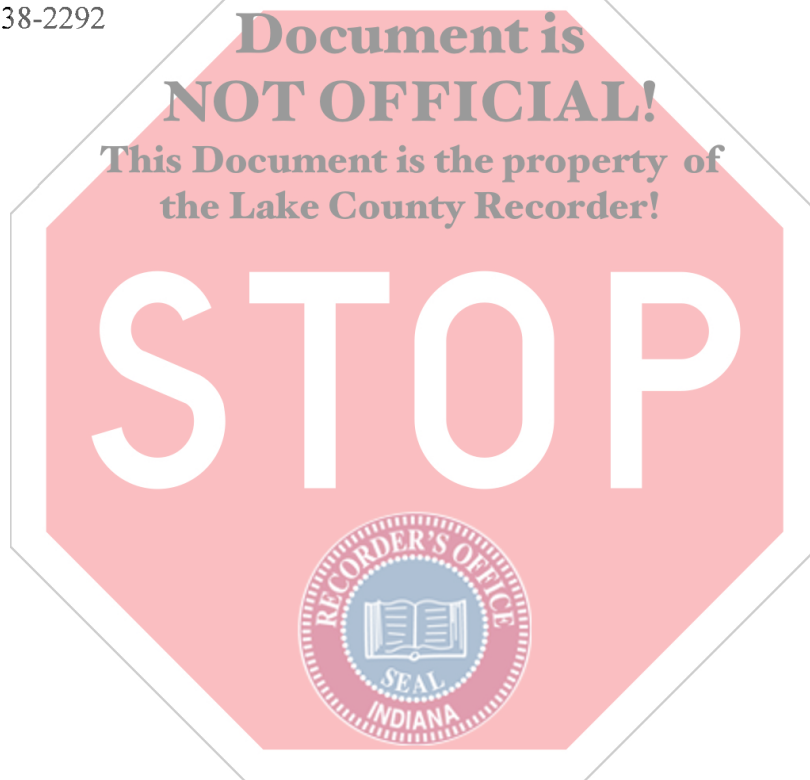 38-2292
Document is
NOT OFFICIAL!
This Document is the property of
the Lake County Recorder!
STOP
RECORDER'S OFFICE
SEAL
INDIANA